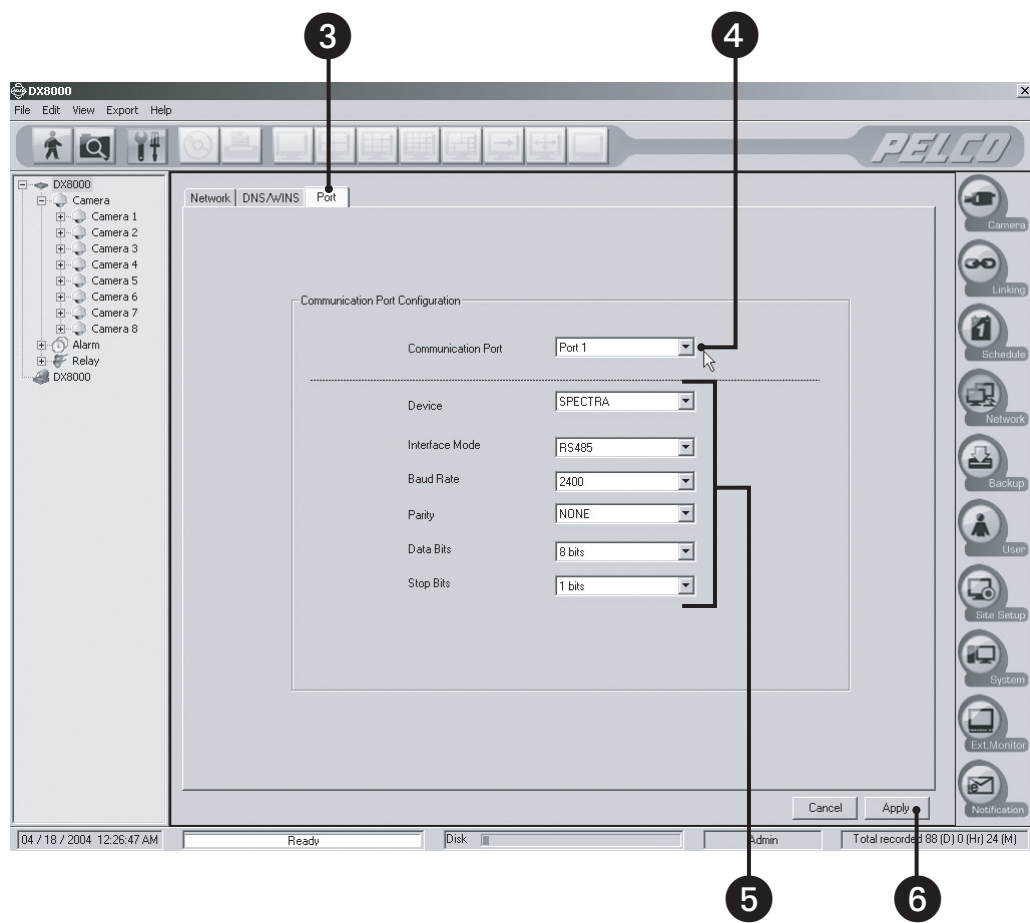 3
4
DX8000
File Edit View Export Help
PELCO
DX8000
Camera
Camera 1
Camera 2
Camera 3
Camera 4
Camera 5
Camera 6
Camera 7
Camera 8
Alarm
Relay
DX8000
Network DNS/WINS Port
Communication Port Configuration
Communication Port Port 1
Device SPECTRA
Interface Mode RS485
Baud Rate 2400
Parity NONE
Data Bits 8 bits
Stop Bits 1 bits
Cancel Apply
Camera
Linking
Schedule
Network
Backup
User
Site Setup
System
Ext.Monitor
Notification
04 / 18 / 2004 12:26:47 AM Ready Disk Admin Total recorded 88 (D) 0 (Hr) 24 (M)
5
6